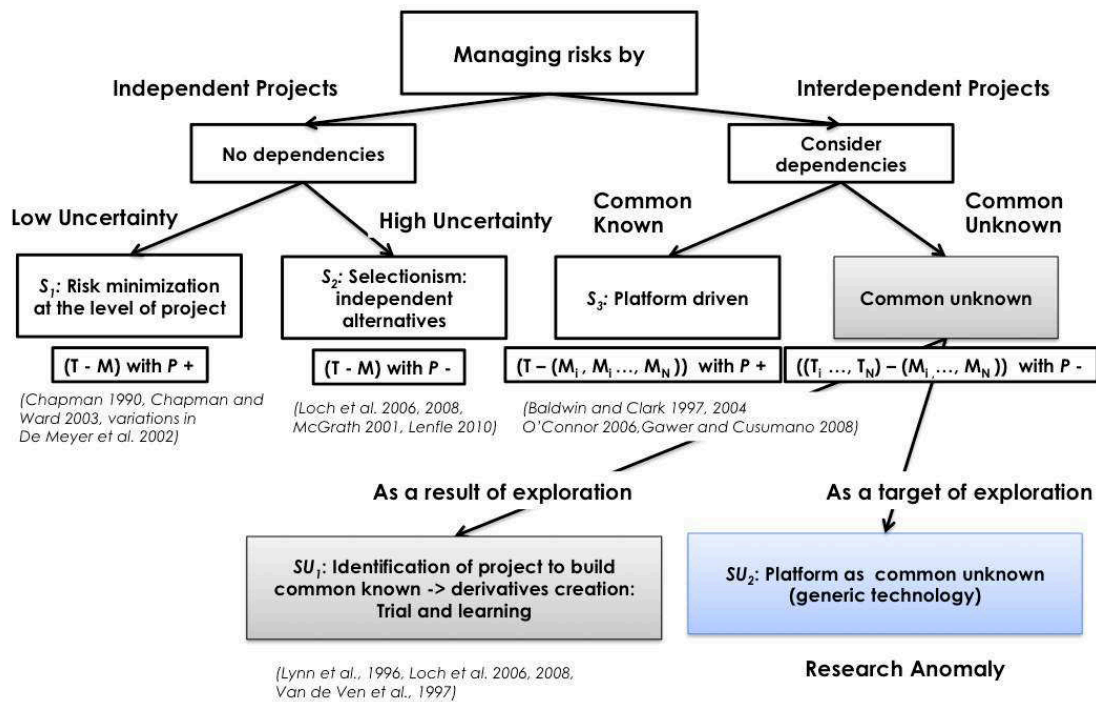 Managing risks by
Independent Projects
Interdependent Projects
No dependencies
Consider
dependencies
Low Uncertainty
High Uncertainty
Common
Known
Common
Unknown
S1: Risk minimization
at the level of project
S2: Selectionism:
independent
alternatives
S3: Platform driven
Common unknown
(T - M) with P +
(T - M) with P -
(T – (Mi , Mi ..., MN)) with P +
((Ti ..., TN) – (Mi ,..., MN)) with P -
(Chapman 1990, Chapman and
Ward 2003, variations in
De Meyer et al. 2002)
(Loch et al. 2006, 2008,
McGrath 2001, Lenfle 2010)
(Baldwin and Clark 1997, 2004
O’Connor 2006,Gawer and Cusumano 2008)
As a result of exploration
As a target of exploration
SU1: Identification of project to build
common known -> derivatives creation:
Trial and learning
SU2: Platform as common unknown
(generic technology)
(Lynn et al., 1996, Loch et al. 2006, 2008,
Van de Ven et al., 1997)
Research Anomaly